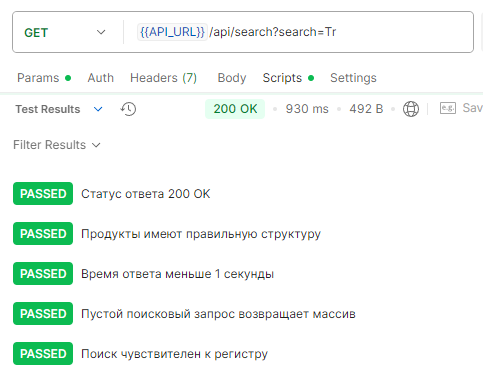 GET {{API_URL}} /api/search?search=Tr
Params Auth Headers (7) Body Scripts Settings
Test Results 200 OK 930 ms 492 B e.g. Sav
Filter Results
PASSED Статус ответа 200 OK
PASSED Продукты имеют правильную структуру
PASSED Время ответа меньше 1 секунды
PASSED Пустой поисковый запрос возвращает массив
PASSED Поиск чувствителен к регистру